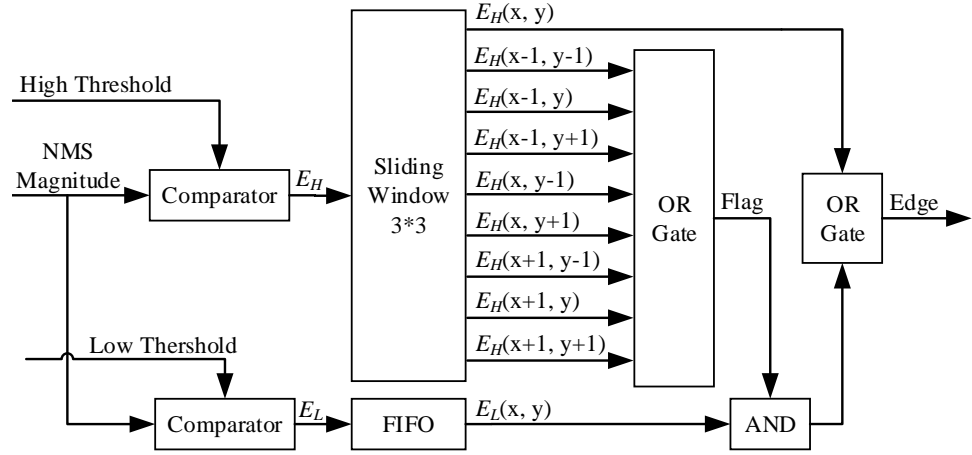 E_H(x, y)
E_H(x-1, y-1)
High Threshold
E_H(x-1, y)
E_H(x-1, y+1)
NMS
Magnitude
Comparator
E_H
Sliding
Window
3*3
E_H(x, y-1)
E_H(x, y+1)
OR
Gate
Flag
OR
Gate
Edge
E_H(x+1, y-1)
E_H(x+1, y)
E_H(x+1, y+1)
Low Thershold
Comparator
E_L
FIFO
E_L(x, y)
AND